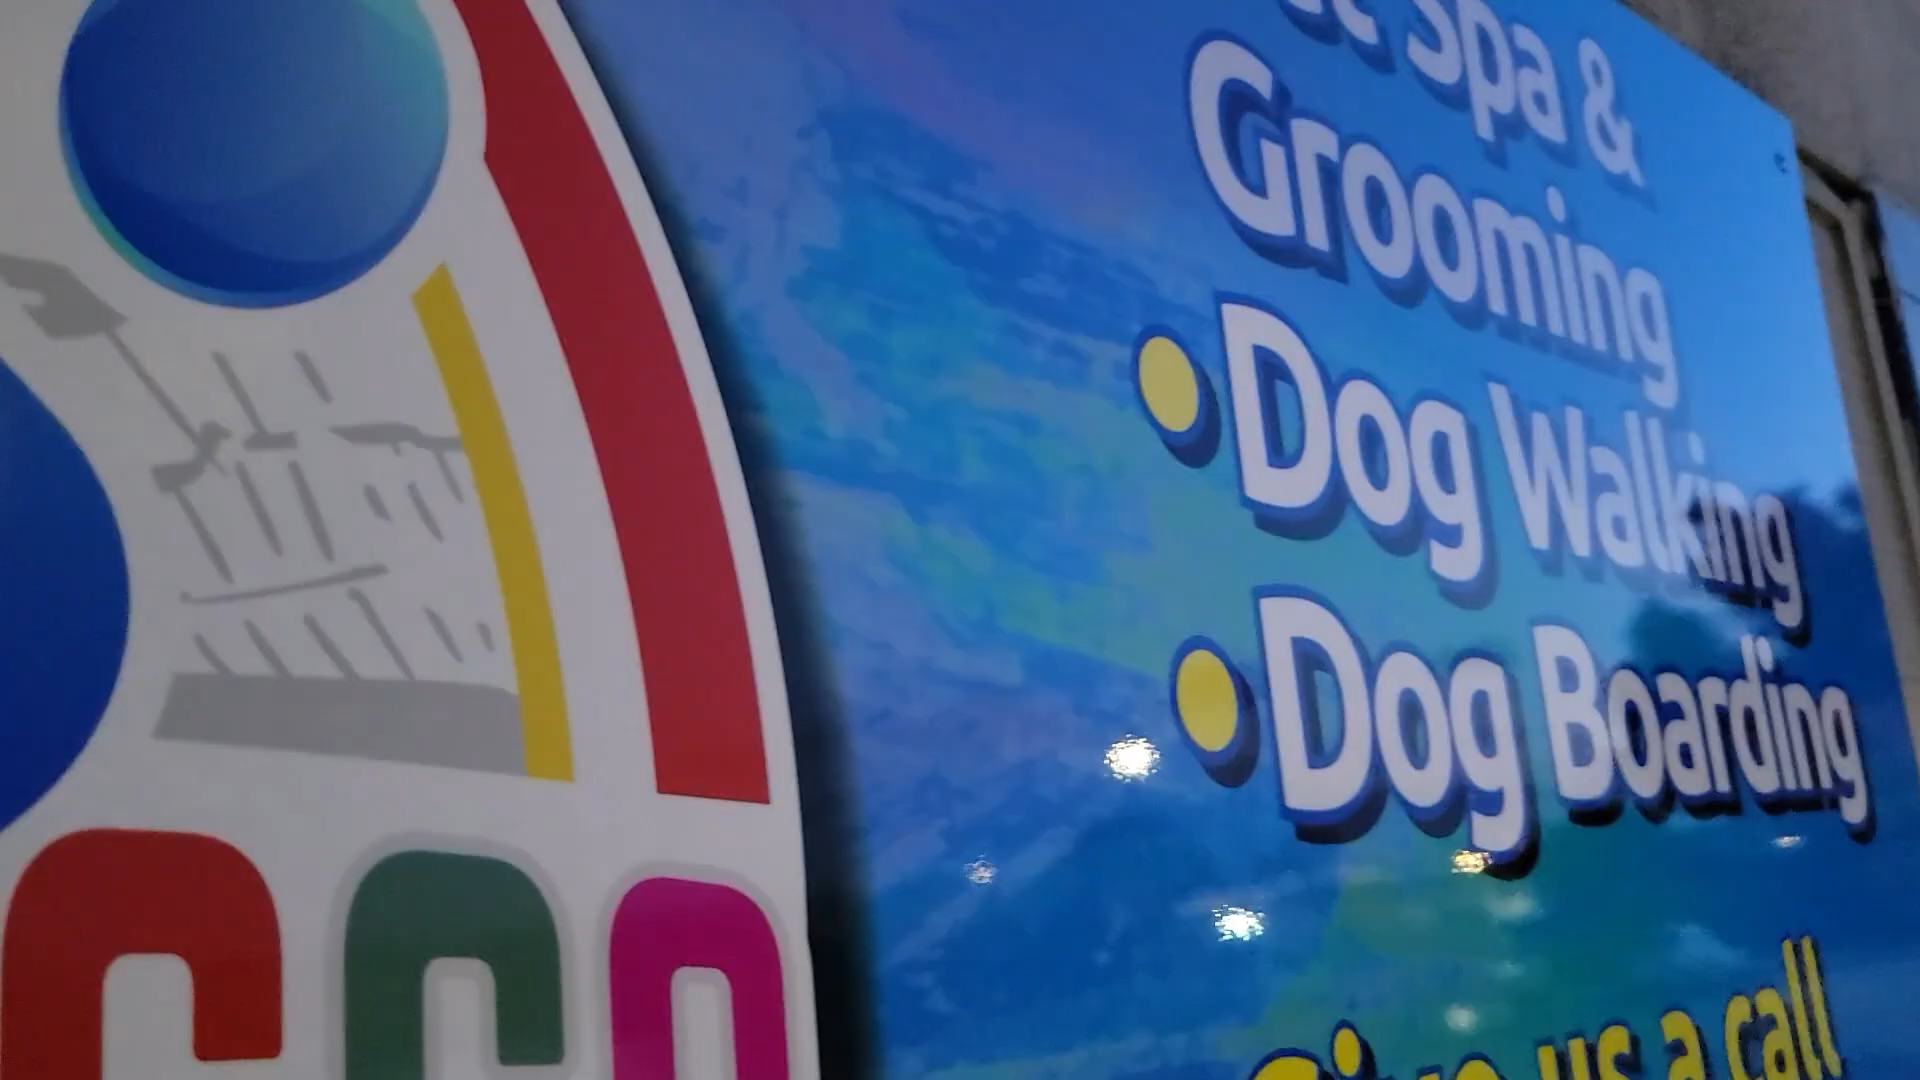 Spa &
Grooming
•Dog Walking
•Dog Boarding
Give us a call